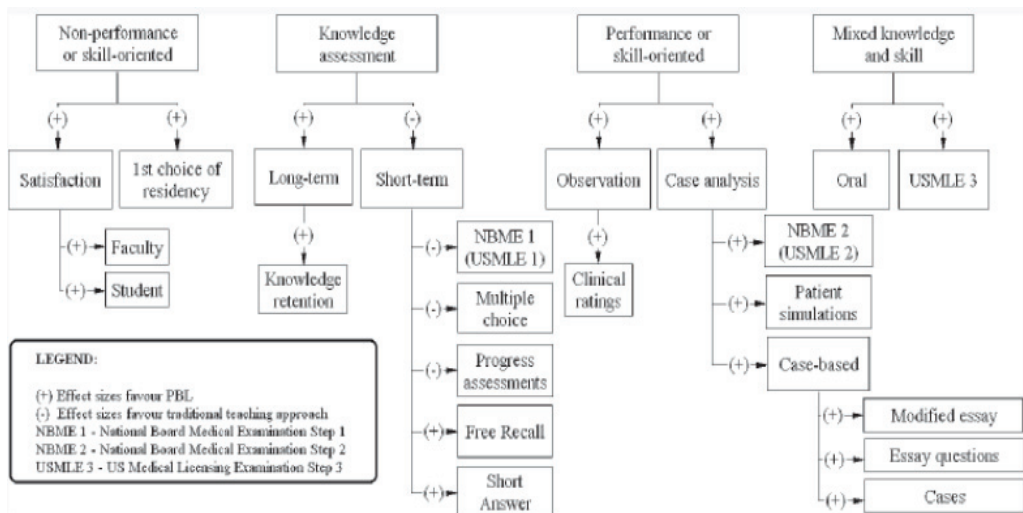 Non-performance
or skill-oriented
Knowledge
assessment
Performance or
skill-oriented
Mixed knowledge
and skill
(+)
(+)
(+)
(-)
(+)
(+)
(+)
(+)
Satisfaction
1st choice of
residency
Long-term
Short-term
Observation
Case analysis
Oral
USMLE 3
(+)
Faculty
(+)
Student
(+)
Knowledge
retention
(-)
NBME 1
(USMLE 1)
(-)
Multiple
choice
(-)
Progress
assessments
(+)
Free Recall
(+)
Short
Answer
(+)
Clinical
ratings
(+)
NBME 2
(USMLE 2)
(+)
Patient
simulations
(+)
Case-based
(+)
Modified essay
(+)
Essay questions
(+)
Cases
LEGEND:
(+) Effect sizes favour PBL
(-) Effect sizes favour traditional teaching approach
NBME 1 - National Board Medical Examination Step 1
NBME 2 - National Board Medical Examination Step 2
USMLE 3 - US Medical Licensing Examination Step 3